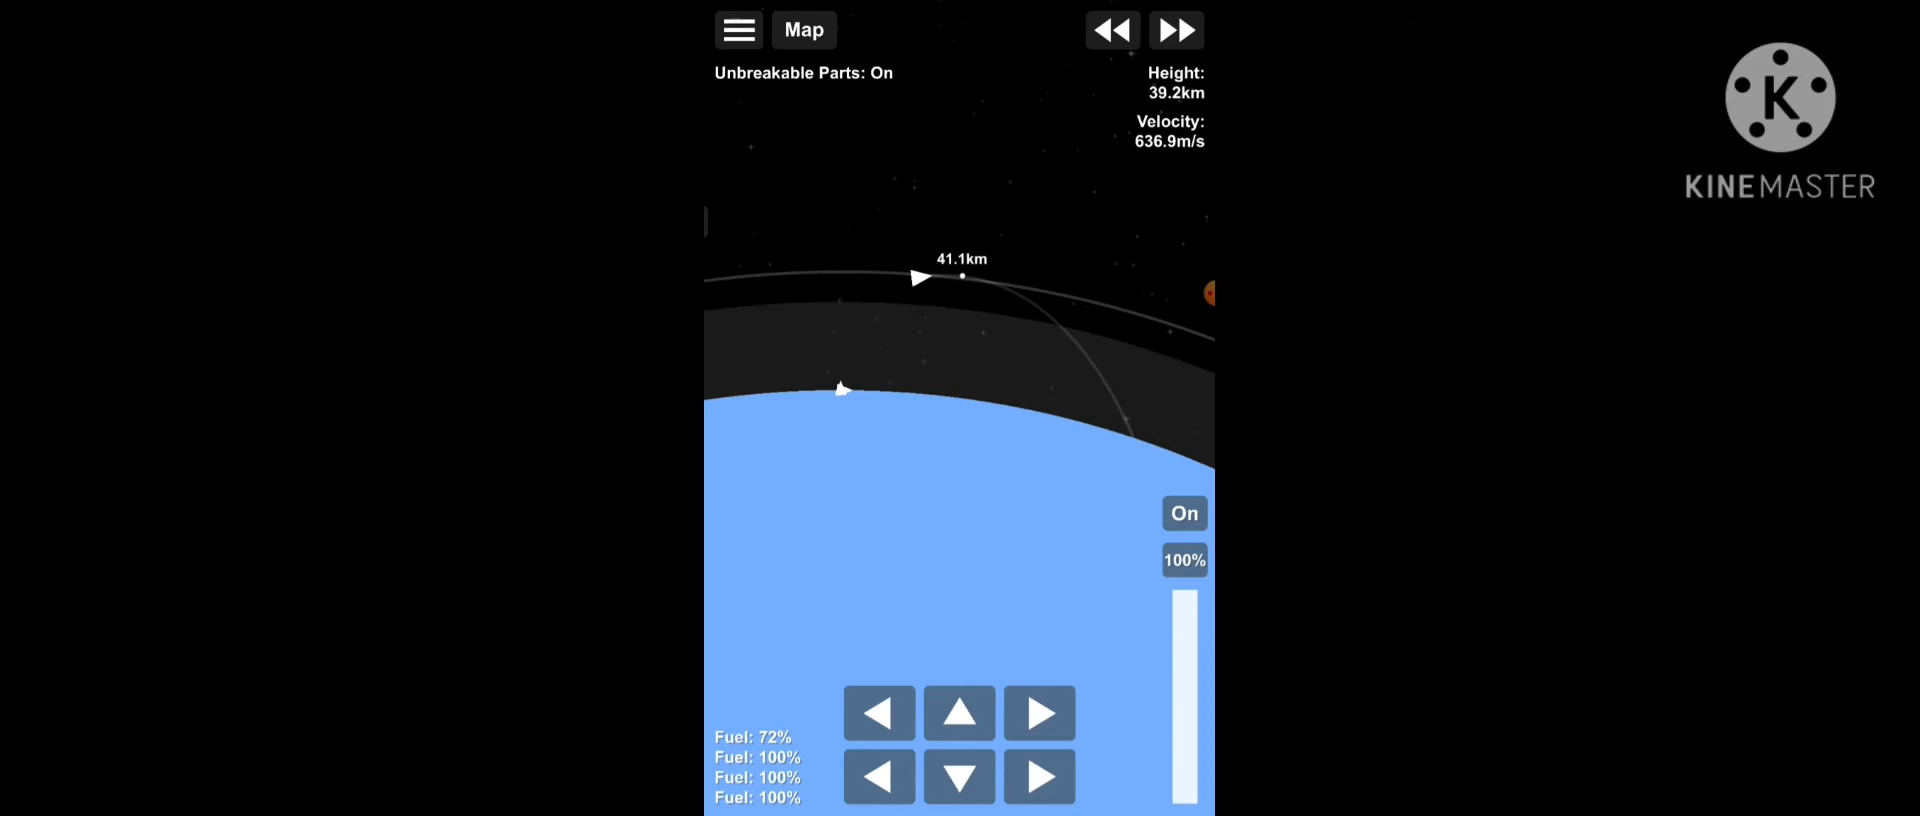 Map
Unbreakable Parts: On
Height:
39.2km
Velocity:
636.9m/s
K
KINEMASTER
41.1km
On
100%
Fuel: 72%
Fuel: 100%
Fuel: 100%
Fuel: 100%